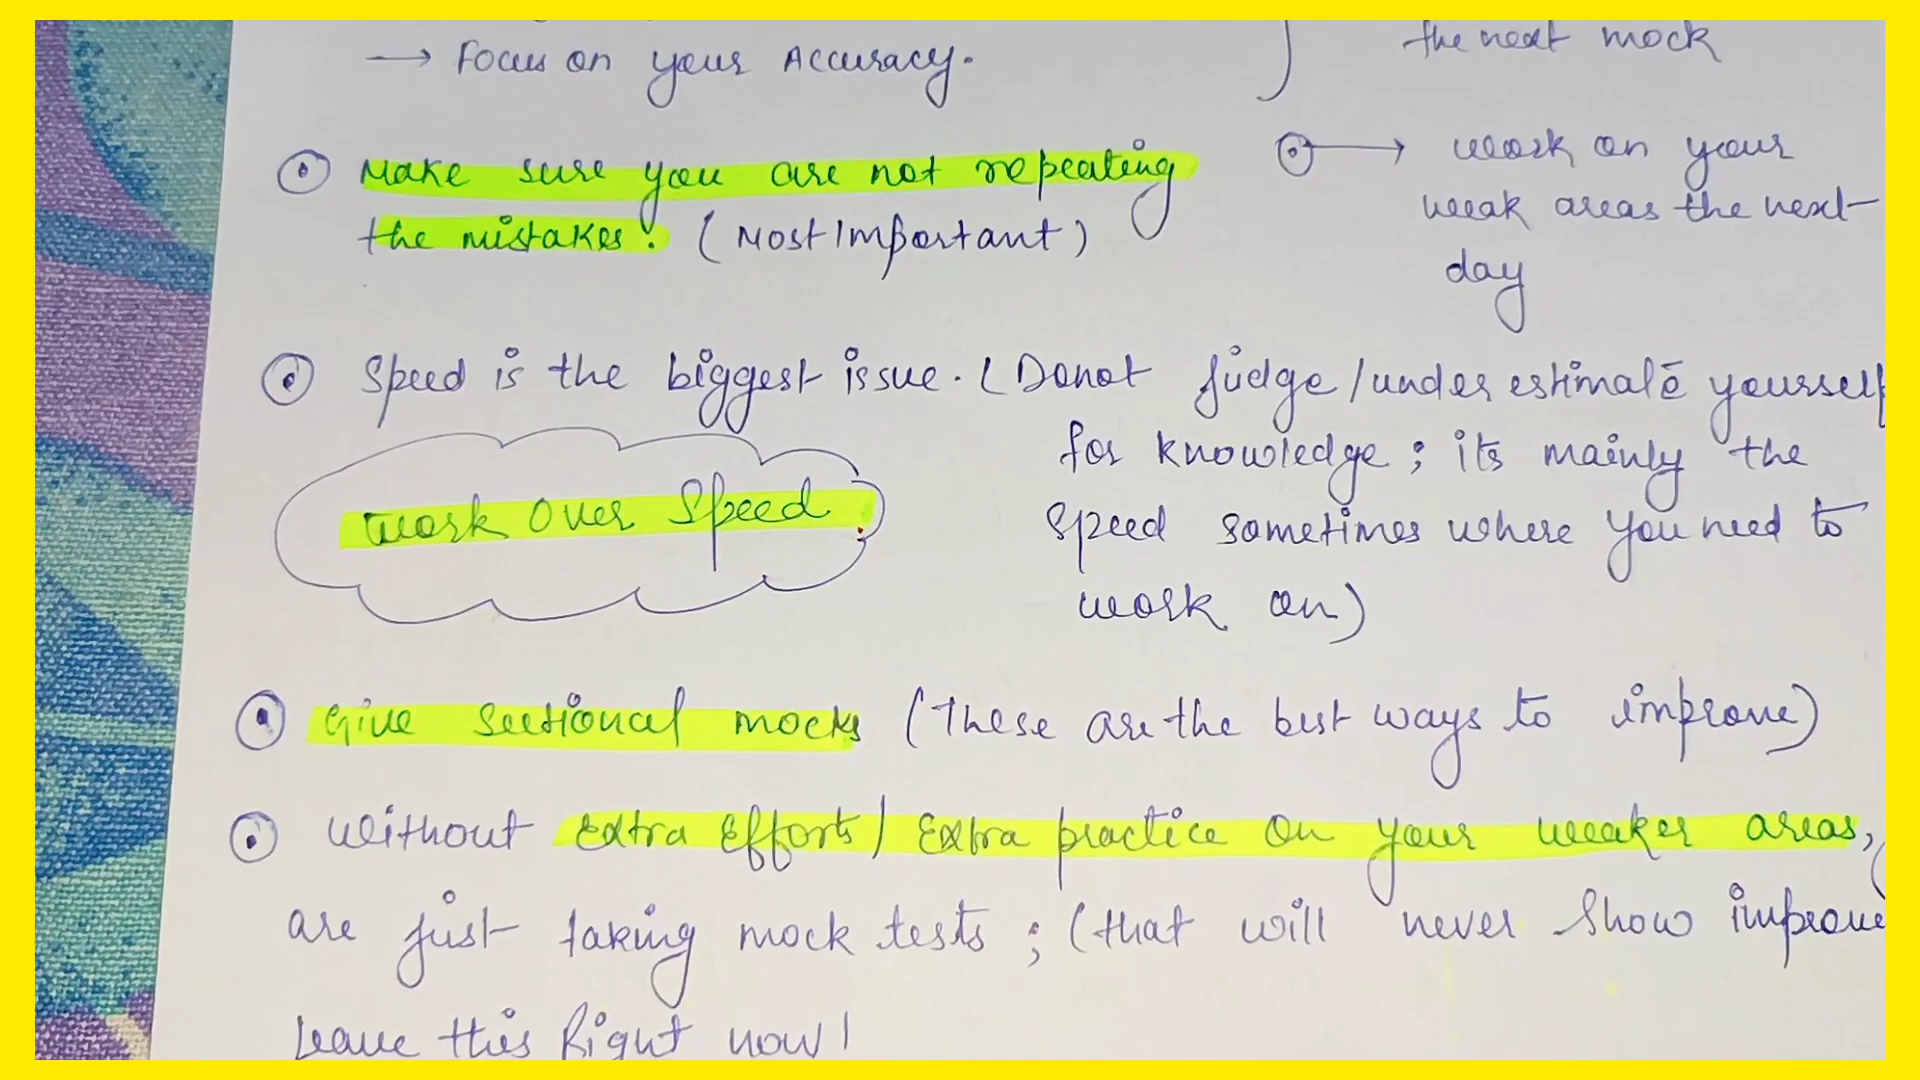 → Focus on your Accuracy.
the next mock
Make sure you are not repeating
the mistakes. (Most Important)
→ work on your
weak areas the next
day
Speed is the biggest issue. (Donot judge/underestimate yourself
for knowledge; its mainly the
speed sometimes where you need to
work on)
work over Speed.
Give sectional mocks (These are the best ways to improve)
without extra Efforts/Extra practice on your weaker areas,
are just taking mock tests; (that will never show improve
Leave this Right now!